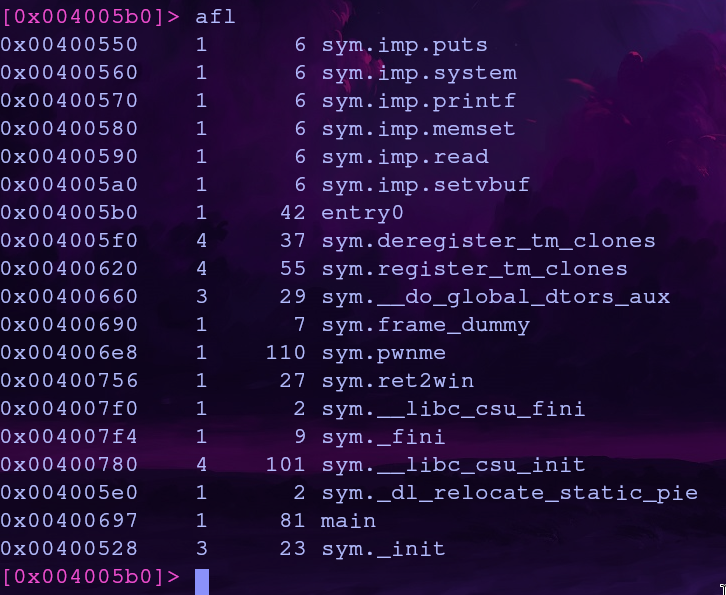 [0x004005b0]> afl
0x00400550    1      6 sym.imp.puts
0x00400560    1      6 sym.imp.system
0x00400570    1      6 sym.imp.printf
0x00400580    1      6 sym.imp.memset
0x00400590    1      6 sym.imp.read
0x004005a0    1      6 sym.imp.setvbuf
0x004005b0    1     42 entry0
0x004005f0    4     37 sym.deregister_tm_clones
0x00400620    4     55 sym.register_tm_clones
0x00400660    3     29 sym.__do_global_dtors_aux
0x00400690    1      7 sym.frame_dummy
0x004006e8    1    110 sym.pwnme
0x00400756    1     27 sym.ret2win
0x004007f0    1      2 sym.__libc_csu_fini
0x004007f4    1      9 sym._fini
0x00400780    4    101 sym.__libc_csu_init
0x004005e0    1      2 sym._dl_relocate_static_pie
0x00400697    1     81 main
0x00400528    3     23 sym._init
[0x004005b0]>